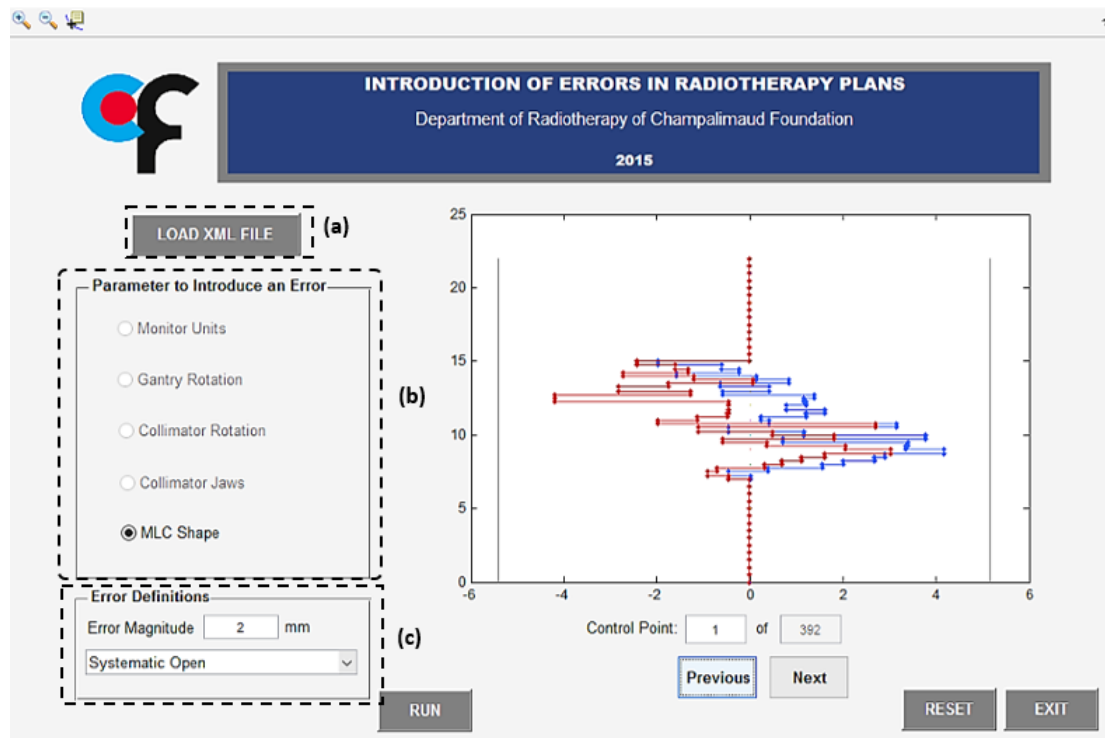 INTRODUCTION OF ERRORS IN RADIOTHERAPY PLANS
Department of Radiotherapy of Champalimaud Foundation
2015
LOAD XML FILE
(a)
Parameter to Introduce an Error
Monitor Units
Gantry Rotation
Collimator Rotation
Collimator Jaws
MLC Shape
(b)
Error Definitions
Error Magnitude 2 mm
Systematic Open
(c)
25
20
15
10
5
0
-6 -4 -2 0 2 4 6
Control Point: 1 of 392
Previous Next
RUN
RESET EXIT